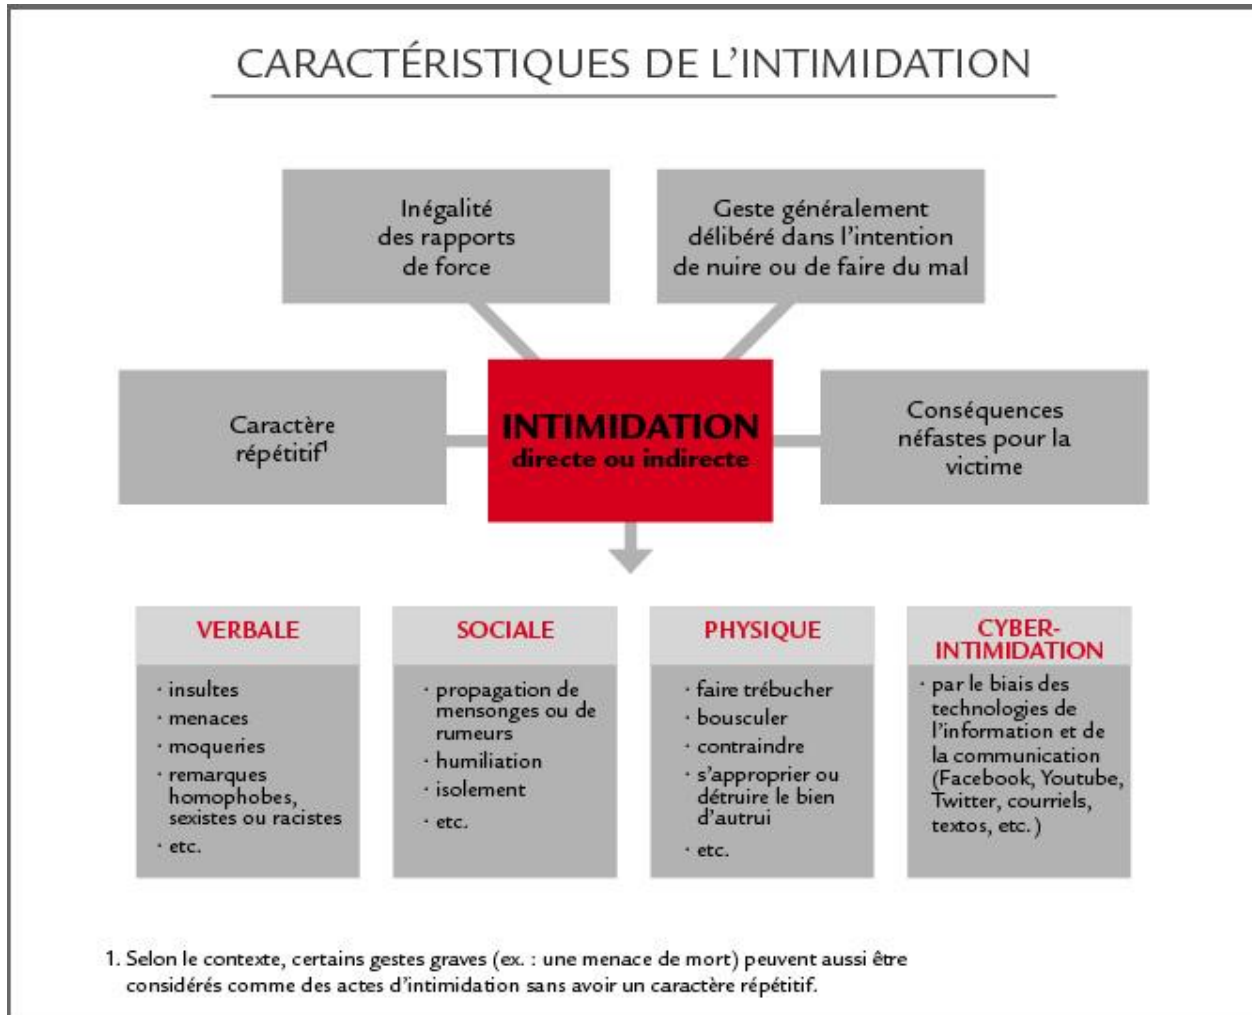 CARACTÉRISTIQUES DE L'INTIMIDATION
Inégalité
des rapports
de force
Geste généralement
délibéré dans l'intention
de nuire ou de faire du mal
Caractère
répétitif¹
INTIMIDATION
directe ou indirecte
Conséquences
néfastes pour la
victime
VERBALE
· insultes
· menaces
· moqueries
· remarques
homophobes,
sexistes ou racistes
· etc.
SOCIALE
· propagation de
mensonges ou de
rumeurs
· humiliation
· isolement
· etc.
PHYSIQUE
· faire trébucher
· bousculer
· contraindre
· s'approprier ou
détruire le bien
d'autrui
· etc.
CYBER-
INTIMIDATION
· par le biais des
technologies de
l'information et de
la communication
(Facebook, Youtube,
Twitter, courriels,
textos, etc.)
1. Selon le contexte, certains gestes graves (ex. : une menace de mort) peuvent aussi être
considérés comme des actes d'intimidation sans avoir un caractère répétitif.